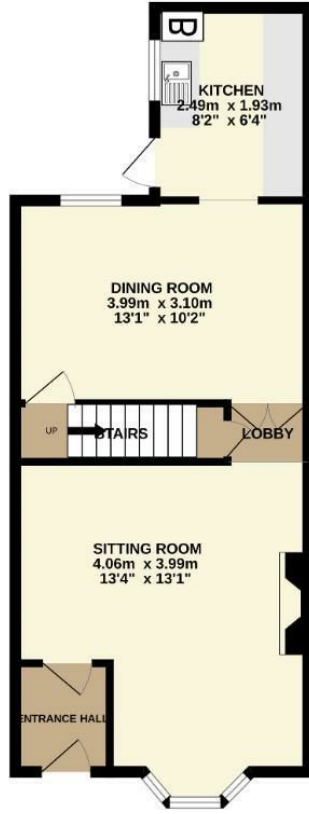 B
KITCHEN
2.49m x 1.93m
8'2" x 6'4"
DINING ROOM
3.99m x 3.10m
13'1" x 10'2"
UP
STAIRS
LOBBY
SITTING ROOM
4.06m x 3.99m
13'4" x 13'1"
ENTRANCE HALL